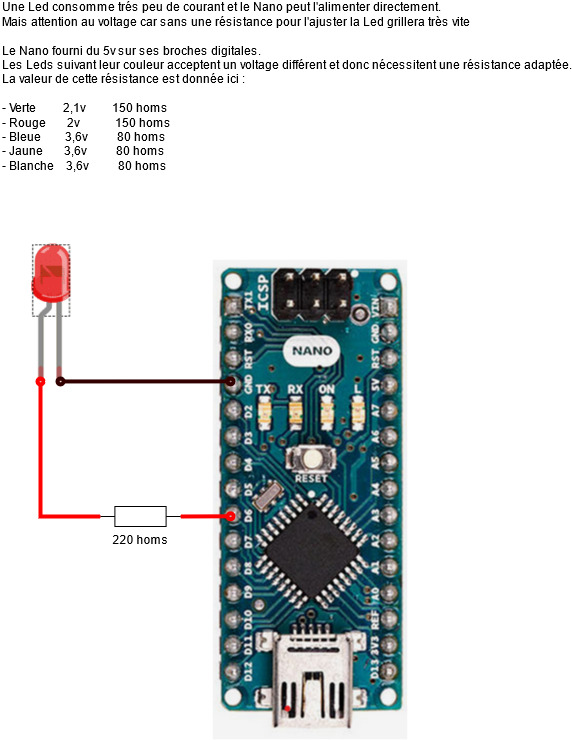 Une Led consomme trés peu de courant et le Nano peut l'alimenter directement.
Mais attention au voltage car sans une résistance pour l'ajuster la Led grillera très vite
Le Nano fourni du 5v sur ses broches digitales.
Les Leds suivant leur couleur acceptent un voltage différent et donc nécessitent une résistance adaptée.
La valeur de cette résistance est donnée ici :
- Verte 2,1v 150 homs
- Rouge 2v 150 homs
- Bleue 3,6v 80 homs
- Jaune 3,6v 80 homs
- Blanche 3,6v 80 homs
220 homs
ICSP
NANO
TX RX ON L
RESET
TX1
RX0
RST
GND
D2
D3
D4
D5
D6
D7
D8
D9
D10
D11
D12
VIN
GND
RST
5V
A7
A6
A5
A4
A3
A2
A1
A0
REF
3V3
D13